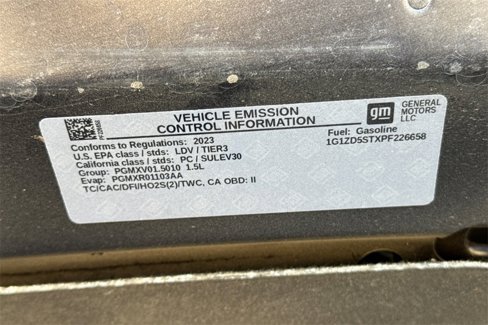 VEHICLE EMISSION
CONTROL INFORMATION
gm
GENERAL
MOTORS
LLC
Conforms to Regulations: 2023
U.S. EPA class / stds: LDV / TIER3
California class / stds: PC / SULEV30
Group: PGMXV01.5010 1.5L
Evap: PGMXR01103AA
TC/CAC/DFI/HO2S(2)/TWC, CA OBD: II
Fuel: Gasoline
1G1ZD5STXPF226658